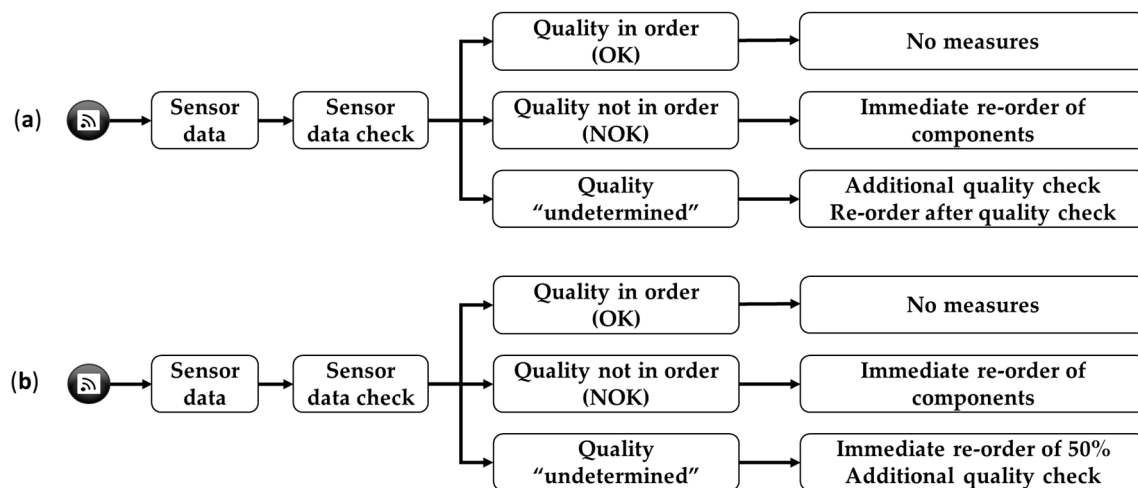 Quality in order
(OK)
No measures
(a)
Sensor
data
Sensor
data check
Quality not in order
(NOK)
Immediate re-order of
components
Quality
“undetermined”
Additional quality check
Re-order after quality check
Quality in order
(OK)
No measures
(b)
Sensor
data
Sensor
data check
Quality not in order
(NOK)
Immediate re-order of
components
Quality
“undetermined”
Immediate re-order of 50%
Additional quality check